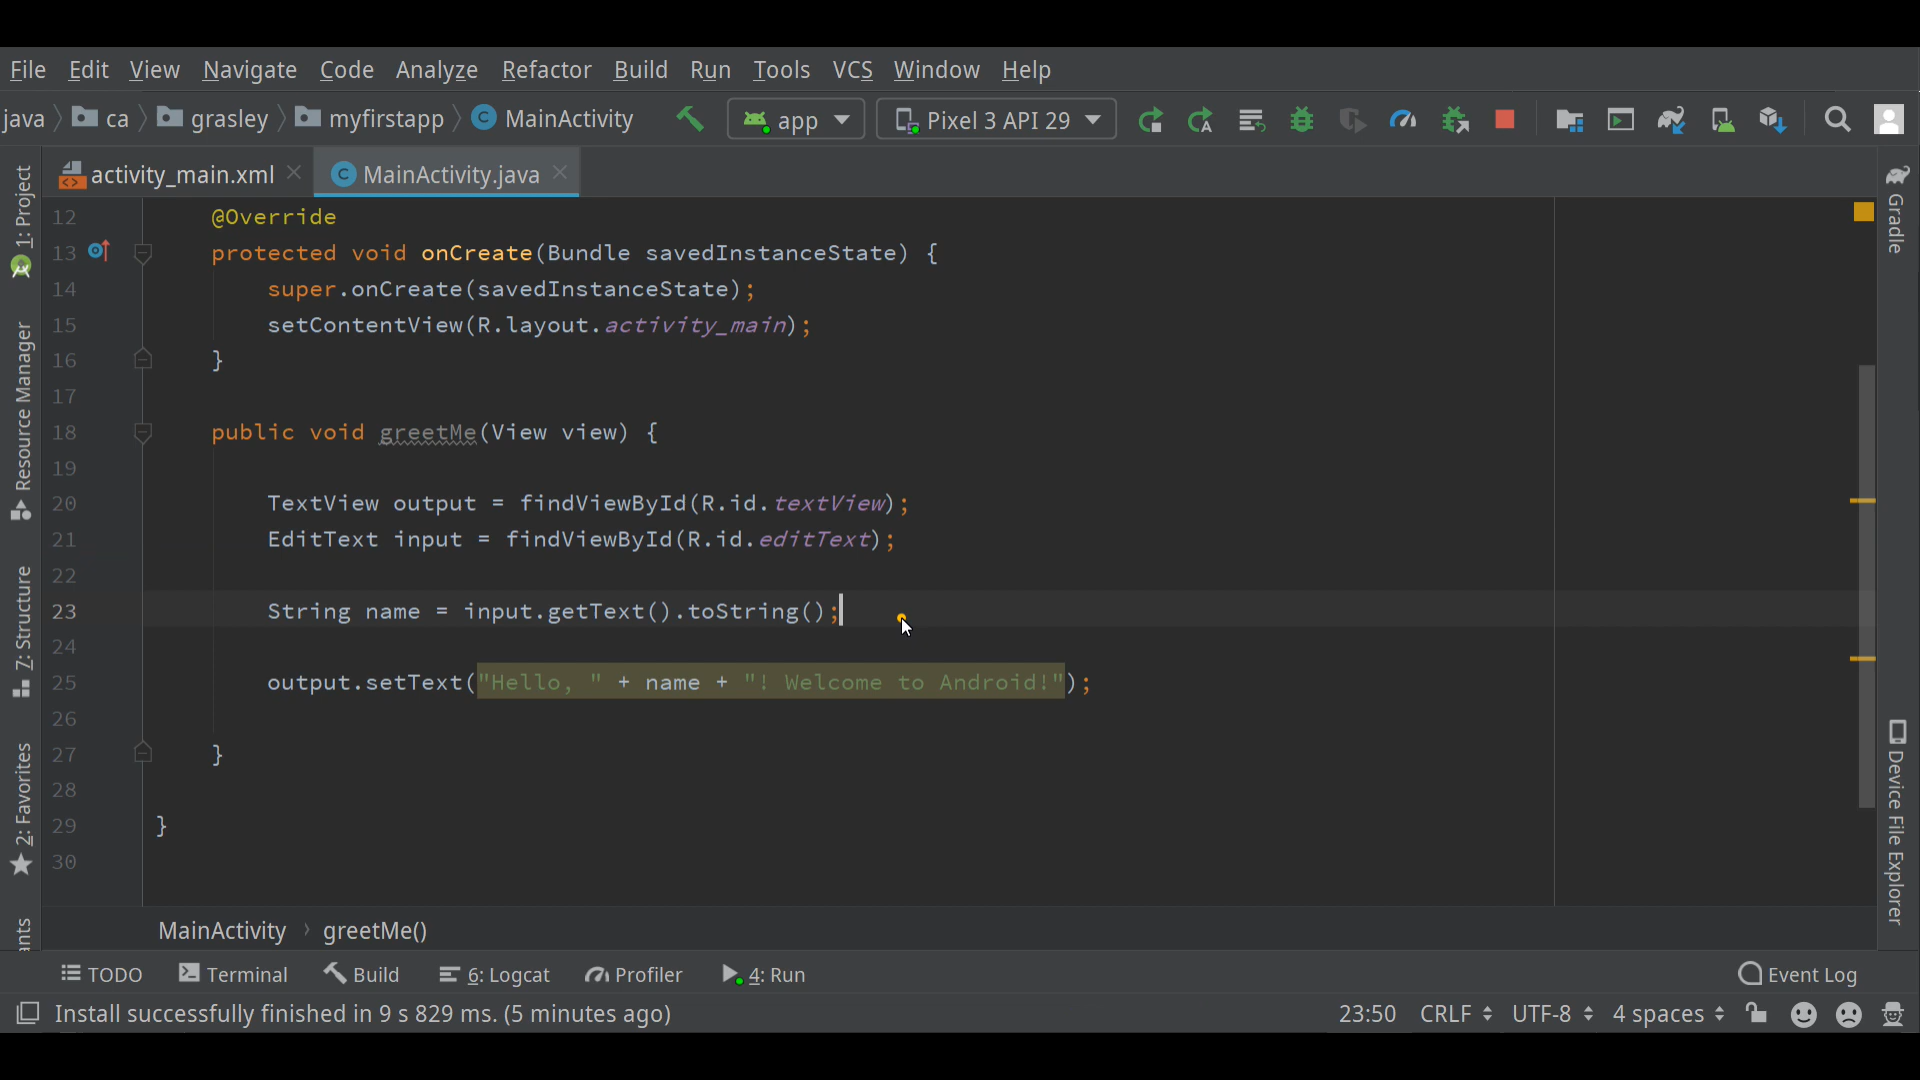 File Edit View Navigate Code Analyze Refactor Build Run Tools VCS Window Help
java ca grasley myfirstapp MainActivity app Pixel 3 API 29
activity_main.xml MainActivity.java
1: Project
Resource Manager
7: Structure
2: Favorites
ants
12 @Override
13 protected void onCreate(Bundle savedInstanceState) {
14 super.onCreate(savedInstanceState);
15 setContentView(R.layout.activity_main);
16 }
17
18 public void greetMe(View view) {
19
20 TextView output = findViewById(R.id.textView);
21 EditText input = findViewById(R.id.editText);
22
23 String name = input.getText().toString();
24
25 output.setText("Hello, " + name + "! Welcome to Android!");
26
27 }
28
29 }
30
Gradle
Device File Explorer
MainActivity › greetMe()
TODO Terminal Build 6: Logcat Profiler 4: Run Event Log
Install successfully finished in 9 s 829 ms. (5 minutes ago) 23:50 CRLF UTF-8 4 spaces